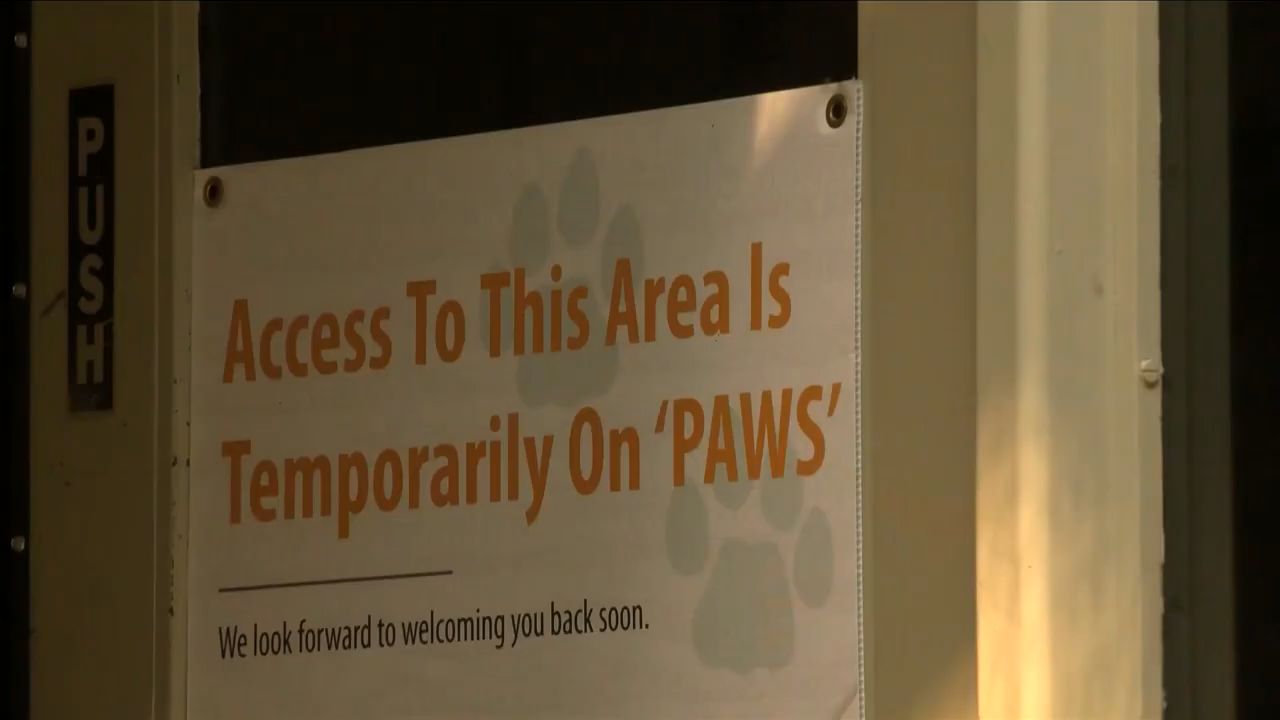 PUSH
Access To This Area Is
Temporarily On ‘PAWS’
We look forward to welcoming you back soon.